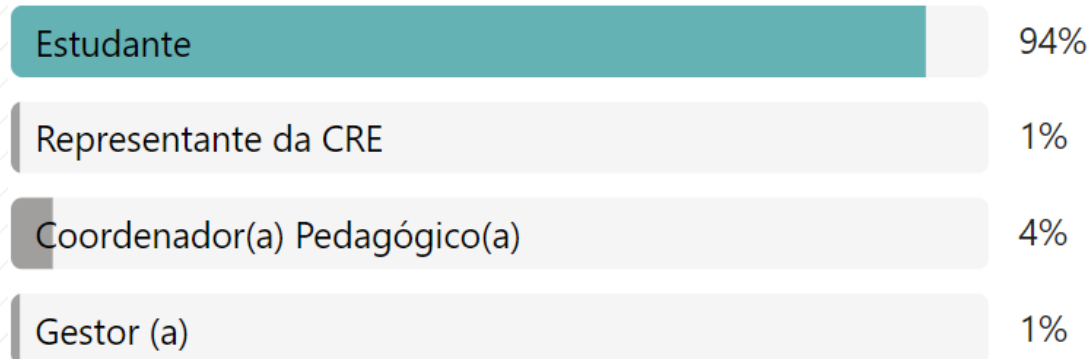 Estudante 94%
Representante da CRE 1%
Coordenador(a) Pedagógico(a) 4%
Gestor (a) 1%